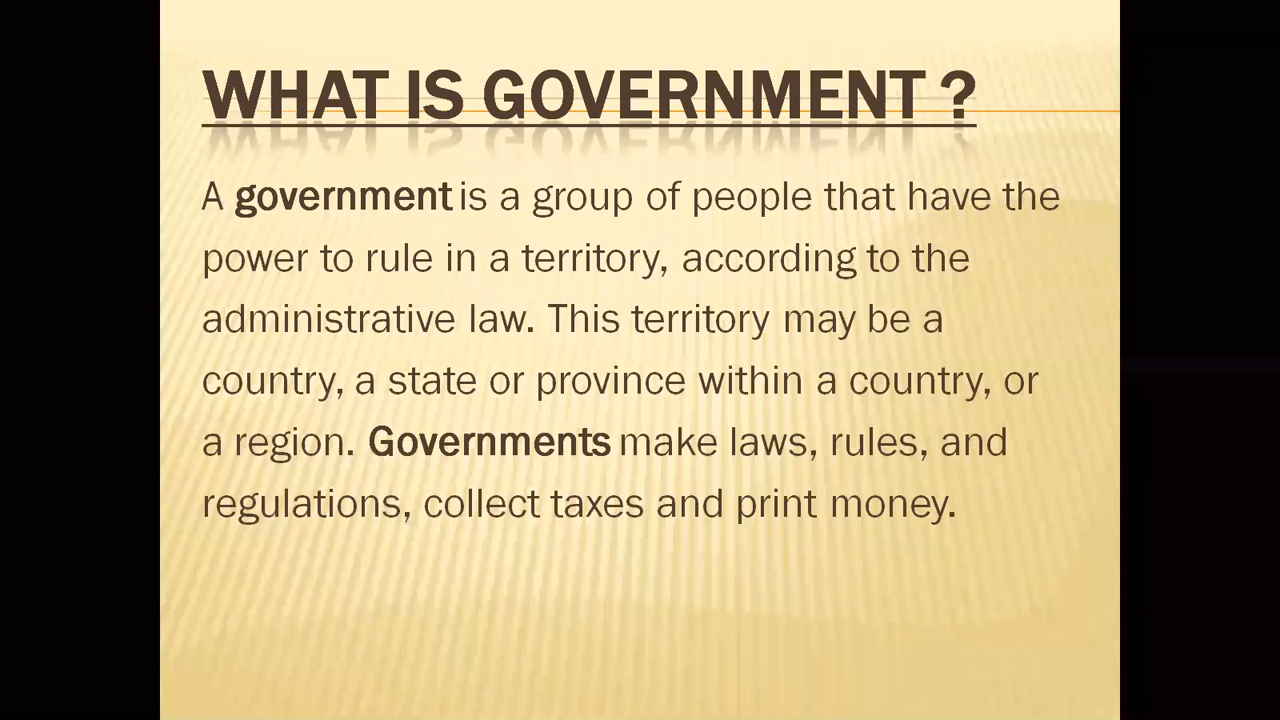 WHAT IS GOVERNMENT ?
A government is a group of people that have the
power to rule in a territory, according to the
administrative law. This territory may be a
country, a state or province within a country, or
a region. Governments make laws, rules, and
regulations, collect taxes and print money.